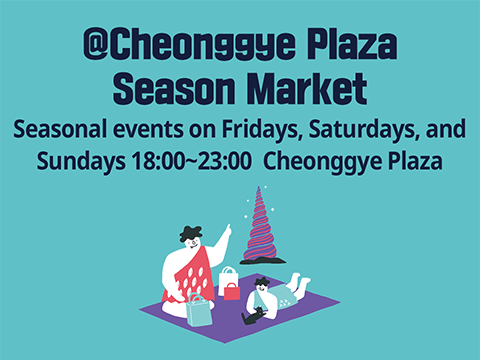 @Cheonggye Plaza
Season Market
Seasonal events on Fridays, Saturdays, and
Sundays 18:00~23:00 Cheonggye Plaza